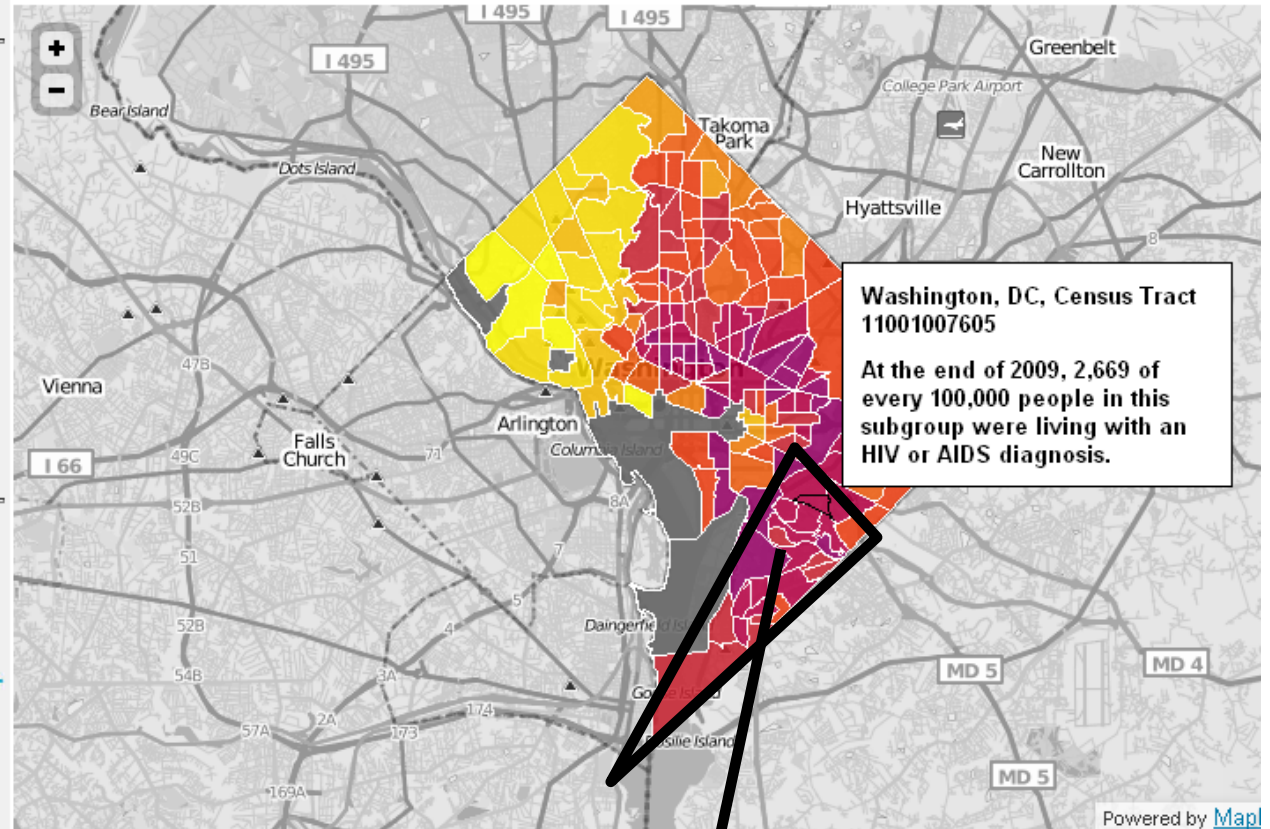 I 495
I 495
I 495
+
−
Greenbelt
College Park Airport
Bear Island
Takoma
Park
New
Carrollton
Dots Island
Hyattsville
8
Washington, DC, Census Tract
11001007605
At the end of 2009, 2,669 of
every 100,000 people in this
subgroup were living with an
HIV or AIDS diagnosis.
47B
Washington
Vienna
Arlington
Falls
Church
Columbia Island
I 66
49C
71
52B
8A
51
7
5
52B
4
Daingerfield Isl
54B
3A
MD 5
MD 4
174
57A
2A
173
Basilie Island
MD 5
169A
Powered by Mapl